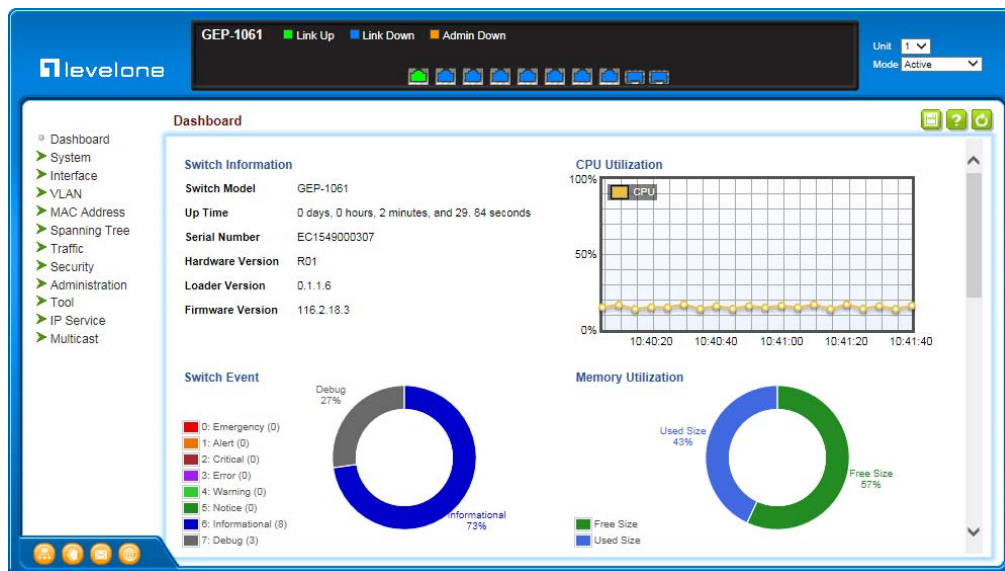 GEP-1061 Link Up Link Down Admin Down
Unit 1
Mode Active
levelone
Dashboard
Dashboard
System
Interface
VLAN
MAC Address
Spanning Tree
Traffic
Security
Administration
Tool
IP Service
Multicast
Switch Information
Switch Model GEP-1061
Up Time 0 days, 0 hours, 2 minutes, and 29. 84 seconds
Serial Number EC1549000307
Hardware Version R01
Loader Version 0.1.1.6
Firmware Version 116.2.18.3
CPU Utilization
100%
CPU
50%
0%
10:40:20 10:40:40 10:41:00 10:41:20 10:41:40
Switch Event
Debug
27%
0: Emergency (0)
1: Alert (0)
2: Critical (0)
3: Error (0)
4: Warning (0)
5: Notice (0)
6: Informational (8)
7: Debug (3)
Informational
73%
Memory Utilization
Used Size
43%
Free Size
57%
Free Size
Used Size